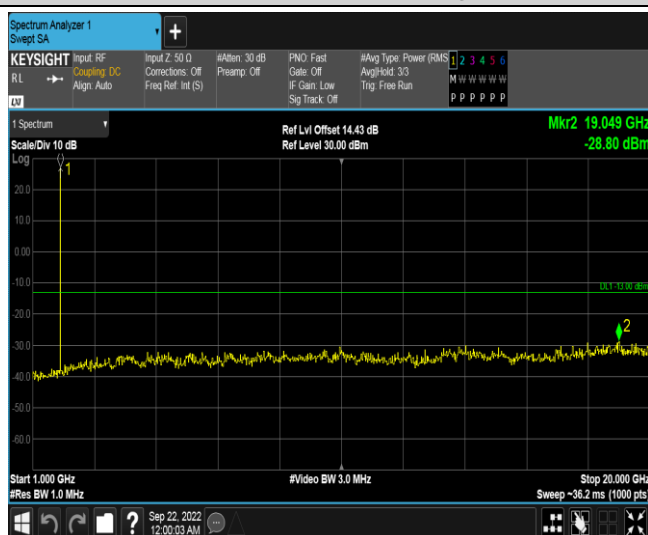 Spectrum Analyzer 1
Swept SA
+
KEYSIGHT
RL
LXI
Input: RF
Coupling: DC
Align: Auto
Input Z: 50 Ω
Corrections: Off
Freq Ref: Int (S)
#Atten: 30 dB
Preamp: Off
PNO: Fast
Gate: Off
IF Gain: Low
Sig Track: Off
#Avg Type: Power (RMS
Avg|Hold: 3/3
Trig: Free Run
1 2 3 4 5 6
M W W W W W
P P P P P P
1 Spectrum
Scale/Div 10 dB
Ref Lvl Offset 14.43 dB
Ref Level 30.00 dBm
Mkr2 19.049 GHz
-28.80 dBm
Log
1
20.0
10.0
0.00
-10.0
DL1 -13.00 dBm
-20.0
2
-30.0
-40.0
-50.0
-60.0
Start 1.000 GHz
#Video BW 3.0 MHz
Stop 20.000 GHz
#Res BW 1.0 MHz
Sweep ~36.2 ms (1000 pts)
?
Sep 22, 2022
12:00:03 AM